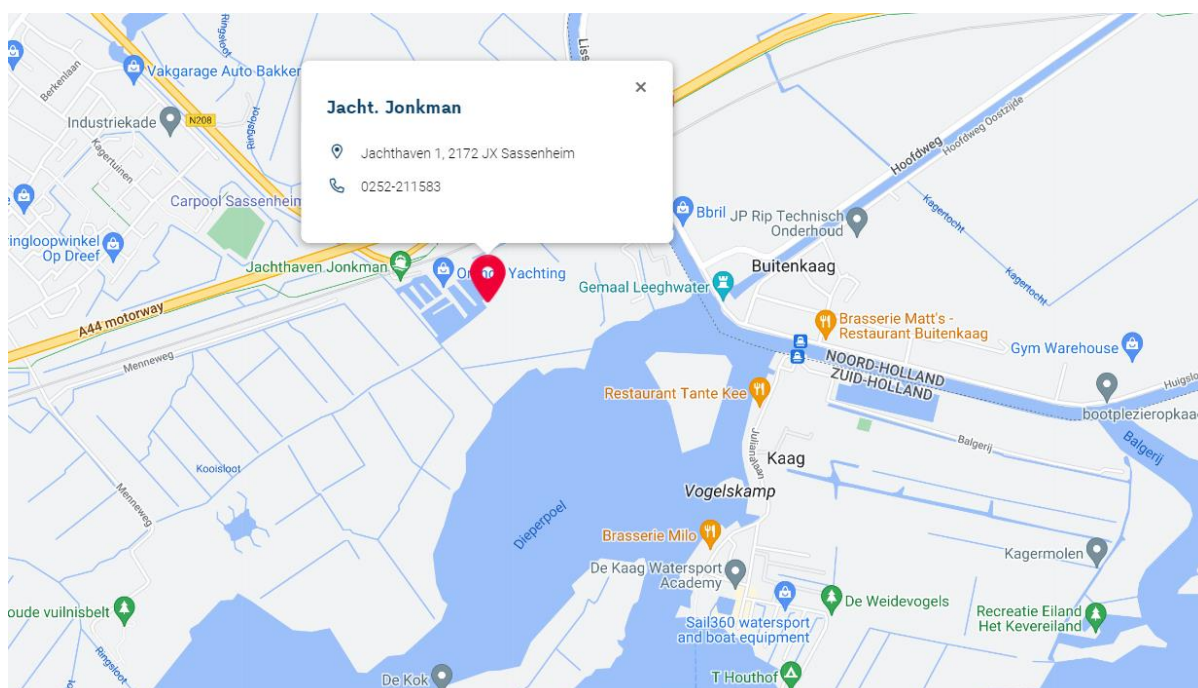 Ringsloot
Liss
Berkenlaan
Vakgarage Auto Bakker
Industriekade
N208
Ringsloot
Kagertuinen
Jacht. Jonkman
Jachthaven 1, 2172 JX Sassenheim
0252-211583
Hoofdweg
Hoofdweg Oostzijde
Carpool Sassenheim
Kagertocht
Bbril
JP Rip Technisch
Onderhoud
ringloopwinkel
Op Dreef
Jachthaven Jonkman
Yachting
Gemaal Leeghwater
Buitenkaag
Kagertocht
A44 motorway
Menneweg
Brasserie Matt's -
Restaurant Buitenkaag
Gym Warehouse
NOORD-HOLLAND
ZUID-HOLLAND
Restaurant Tante Kee
Huigslo
bootplezieropkaa
Julianalaan
Balgerij
Balgerij
Kaag
Kooisloot
Menneweg
Vogelskamp
Dieperpoel
Brasserie Milo
De Kaag Watersport
Academy
Kagermolen
De Weidevogels
oude vuilnisbelt
Sail360 watersport
and boat equipment
Recreatie Eiland
Het Kevereiland
Ringsloot
De Kok
T Houthof